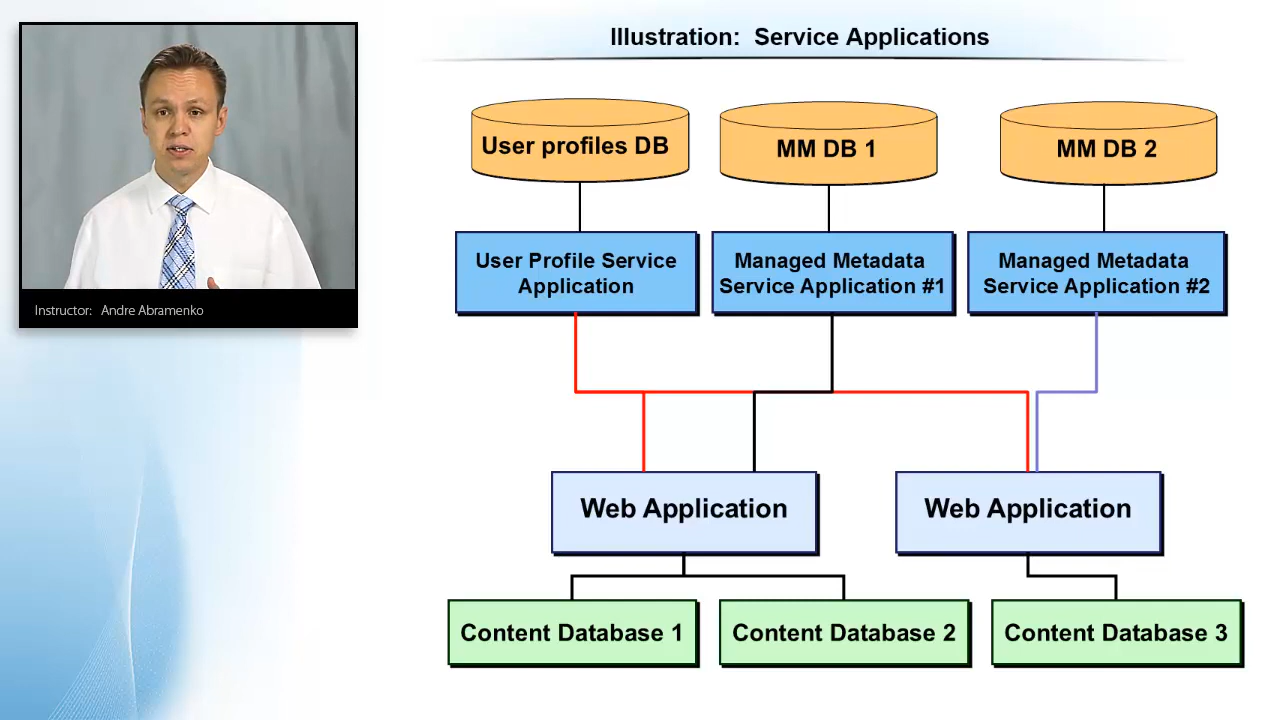 Illustration:  Service Applications
Instructor:   Andre Abramenko
User profiles DB
MM DB 1
MM DB 2
User Profile Service
Application
Managed Metadata
Service Application #1
Managed Metadata
Service Application #2
Web Application
Web Application
Content Database 1
Content Database 2
Content Database 3